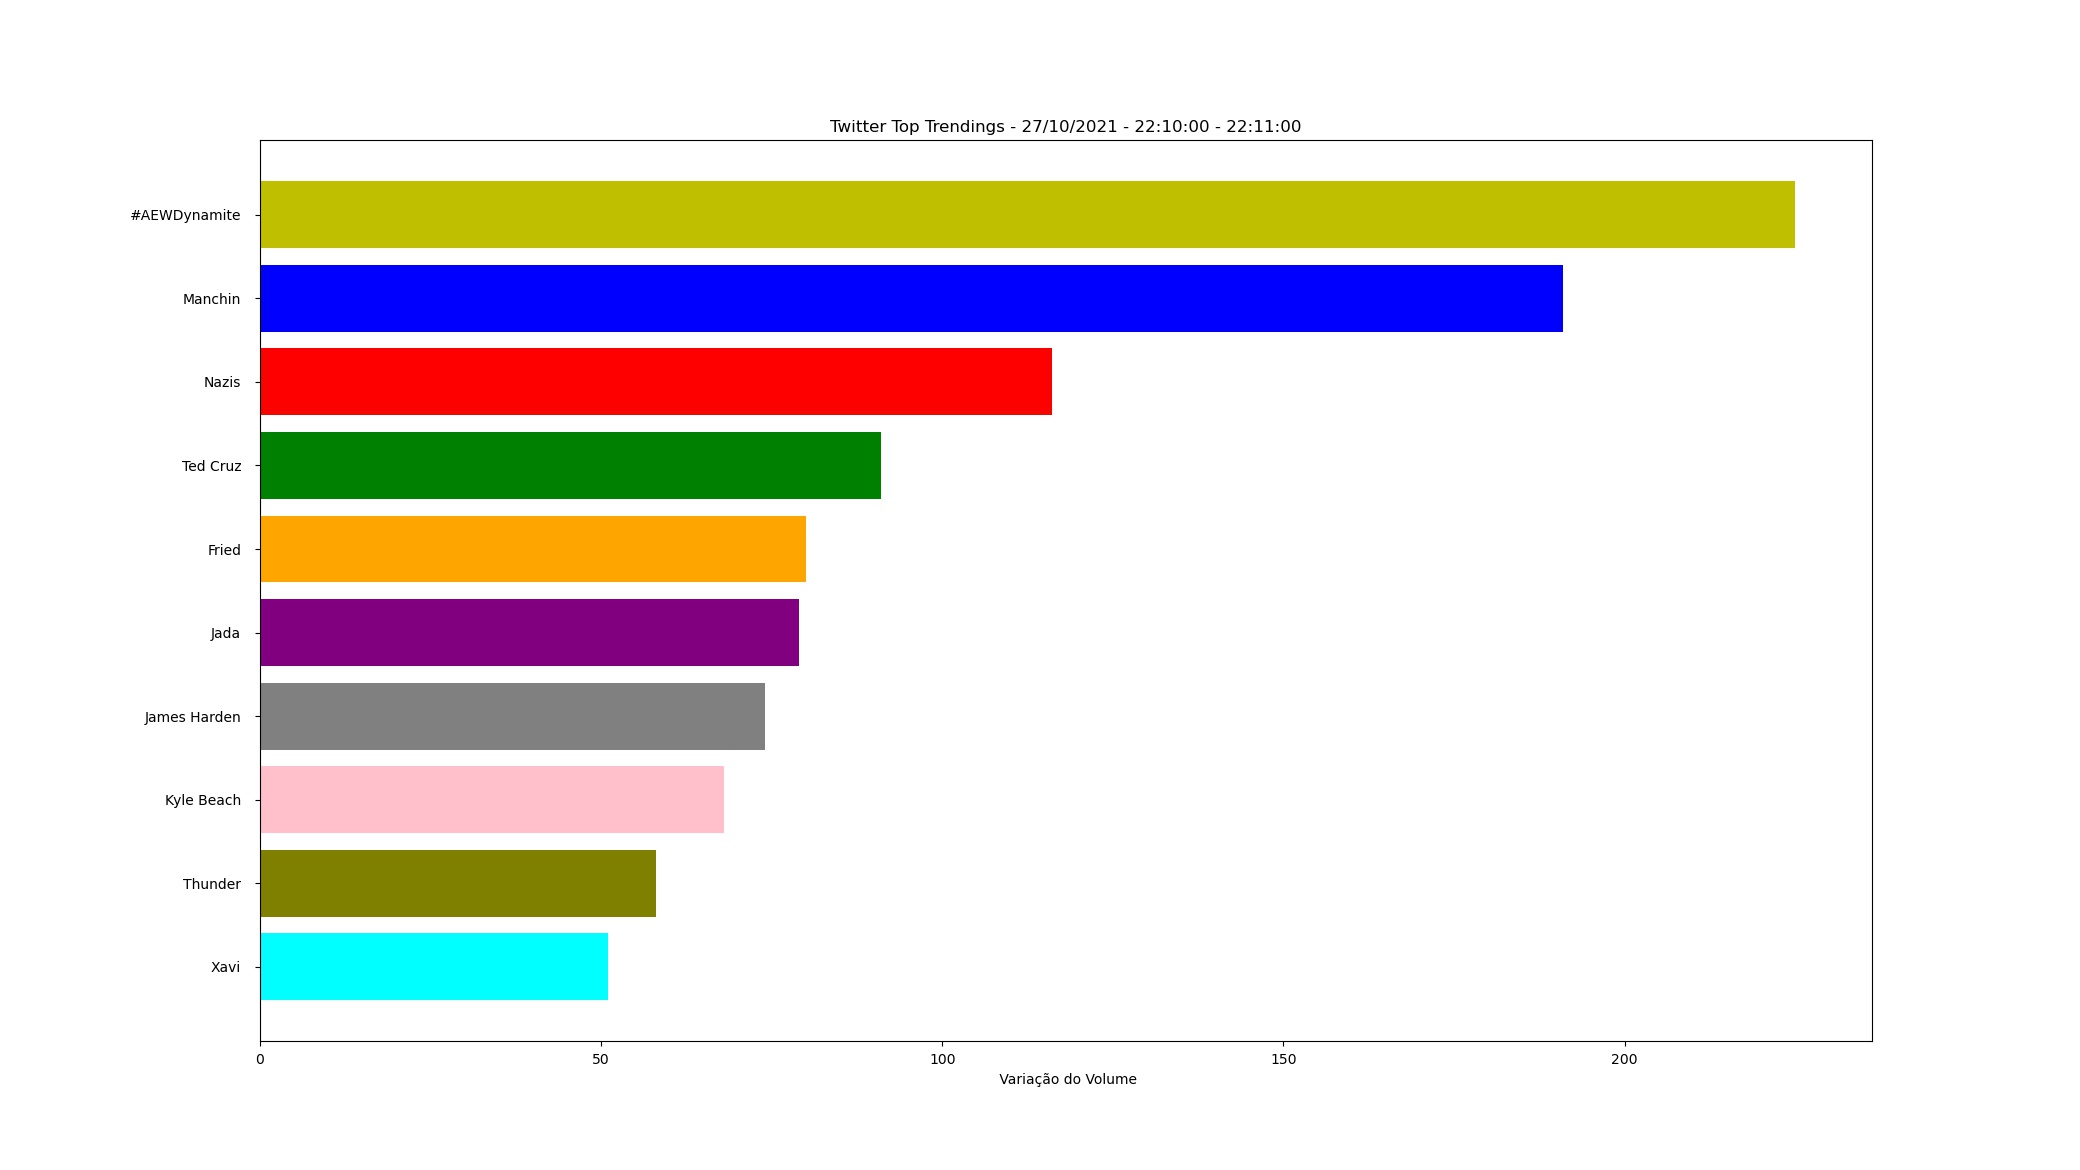 Twitter Top Trendings - 27/10/2021 - 22:10:00 - 22:11:00
#AEWDynamite
Manchin
Nazis
Ted Cruz
Fried
Jada
James Harden
Kyle Beach
Thunder
Xavi
0 50 100 150 200
Variação do Volume